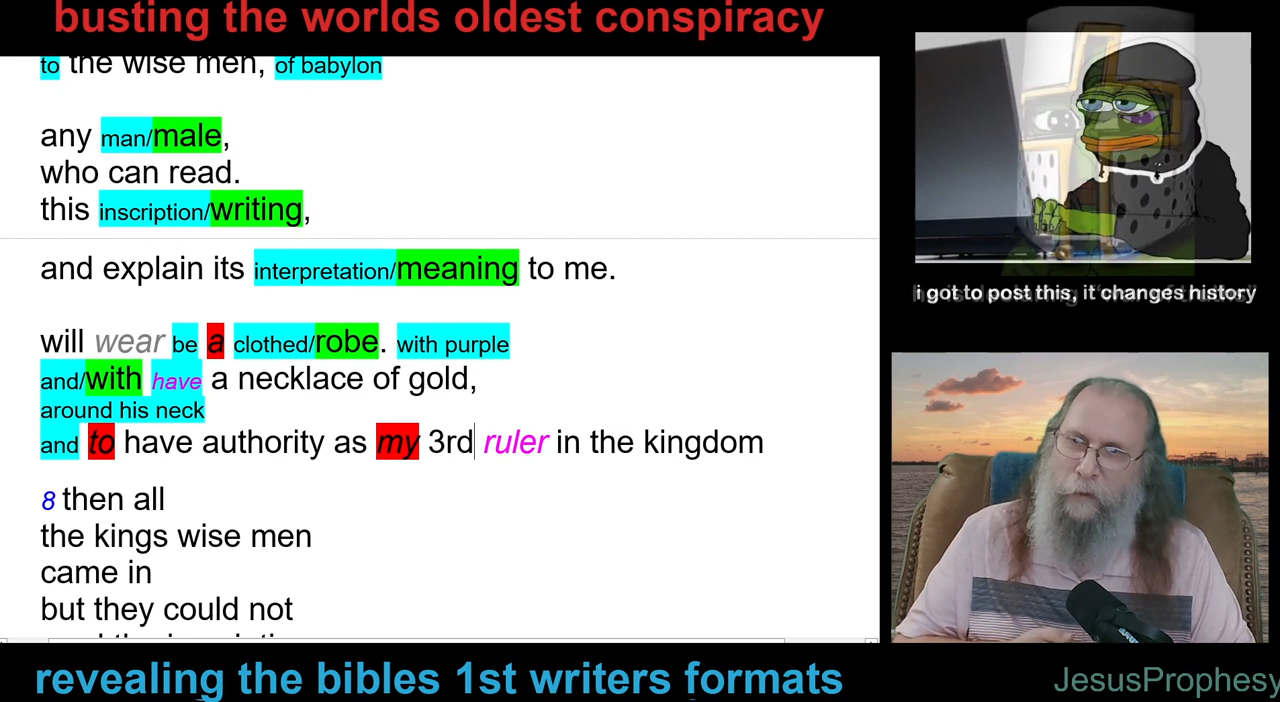 busting the worlds oldest conspiracy
to the wise men, of babylon
any man/male,
who can read.
this inscription/writing,
and explain its interpretation/meaning to me.
will wear be a clothed/robe. with purple
and/with have a necklace of gold,
around his neck
and to have authority as my 3rd ruler in the kingdom
8 then all
the kings wise men
came in
but they could not
i got to post this, it changes history
revealing the bibles 1st writers formats
JesusProphesy